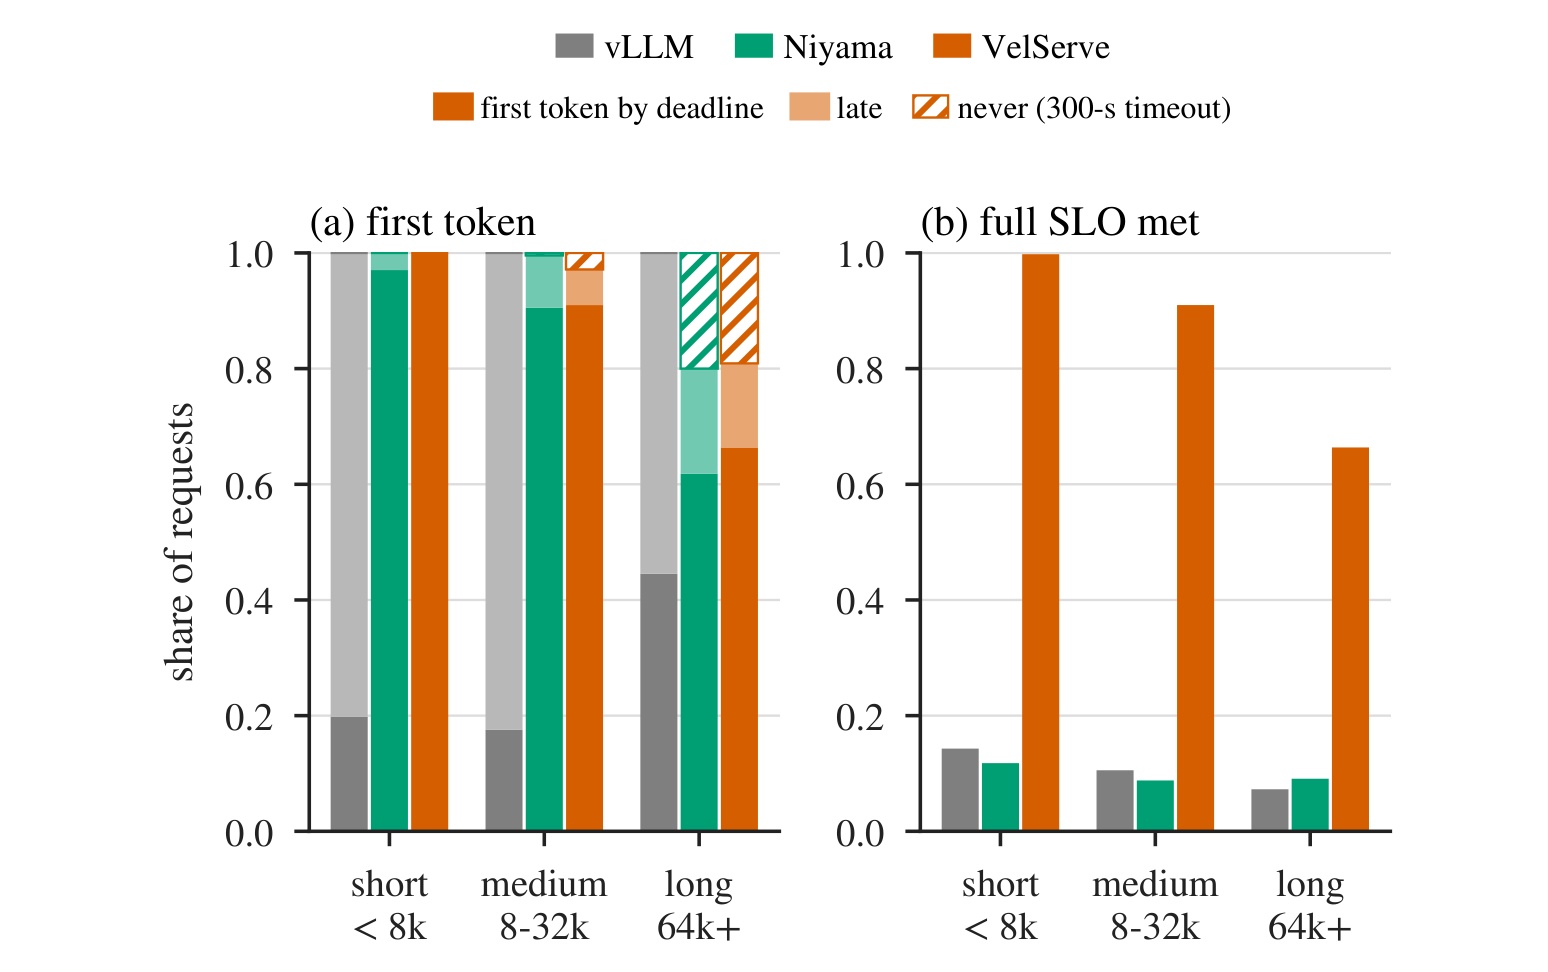 vLLM Niyama VelServe
first token by deadline late never (300-s timeout)
(a) first token
1.0
0.8
0.6
0.4
0.2
0.0
share of requests
short medium long
< 8k 8-32k 64k+
(b) full SLO met
1.0
0.8
0.6
0.4
0.2
0.0
short medium long
< 8k 8-32k 64k+